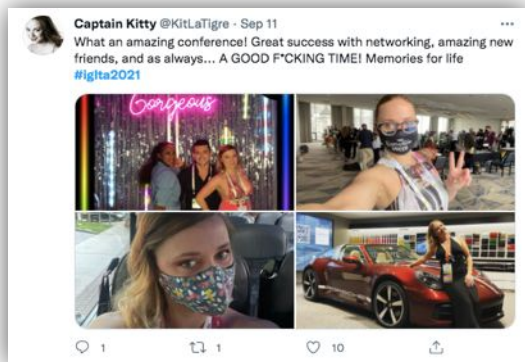 Captain Kitty @KitLaTigre · Sep 11
What an amazing conference! Great success with networking, amazing new
friends, and as always... A GOOD F*CKING TIME! Memories for life
#iglta2021
Gorgeous
1
1
10